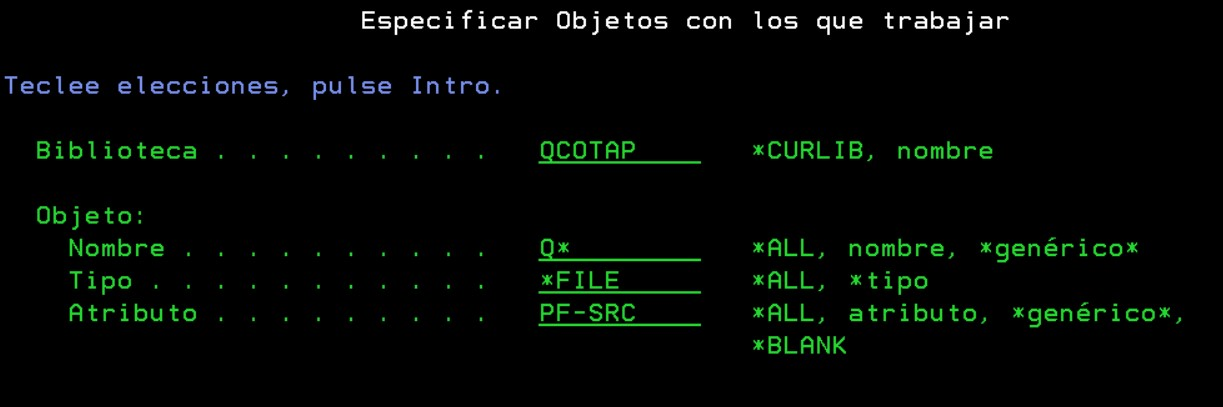 Especificar Objetos con los que trabajar
Teclee elecciones, pulse Intro.
Biblioteca . . . . . . . . . QCOTAP *CURLIB, nombre
Objeto:
Nombre . . . . . . . . . . Q* *ALL, nombre, *genérico*
Tipo . . . . . . . . . . . *FILE *ALL, *tipo
Atributo . . . . . . . . . PF-SRC *ALL, atributo, *genérico*,
*BLANK